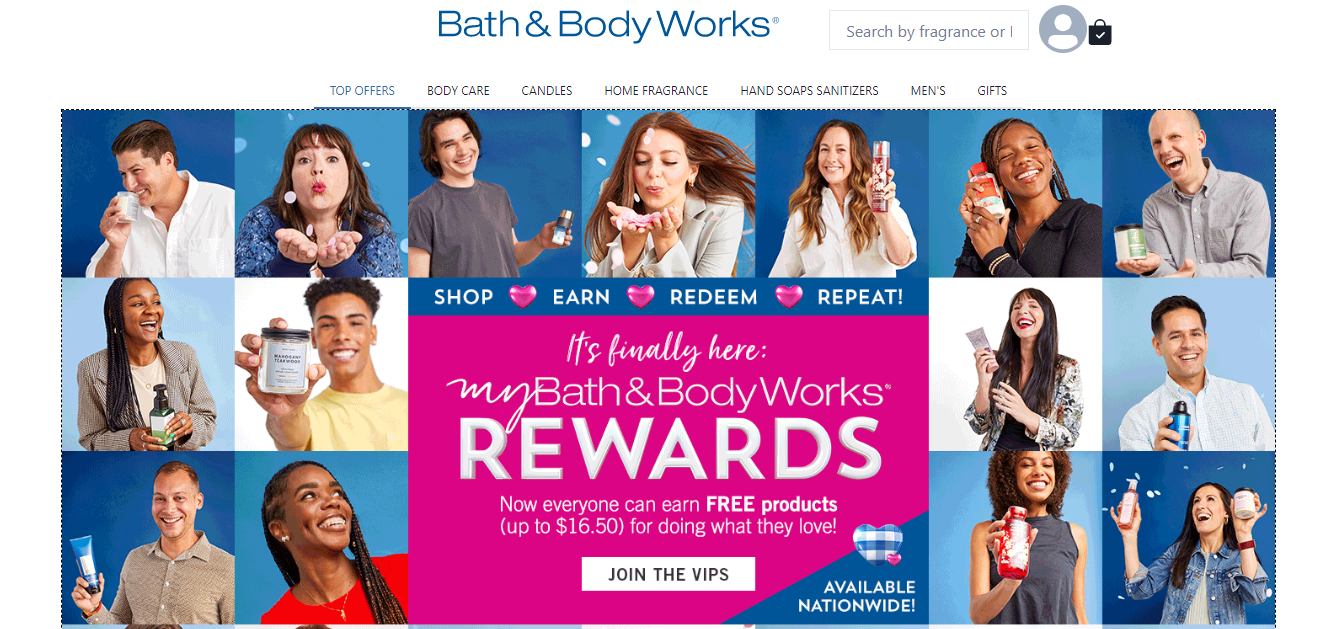 Bath & Body Works®
Search by fragrance or
TOP OFFERS BODY CARE CANDLES HOME FRAGRANCE HAND SOAPS SANITIZERS MEN'S GIFTS
SHOP EARN REDEEM REPEAT!
MAHOGANY
TEAKWOOD
It's finally here:
myBath & Body Works®
REWARDS
Now everyone can earn FREE products
(up to $16.50) for doing what they love!
JOIN THE VIPS
AVAILABLE
NATIONWIDE!